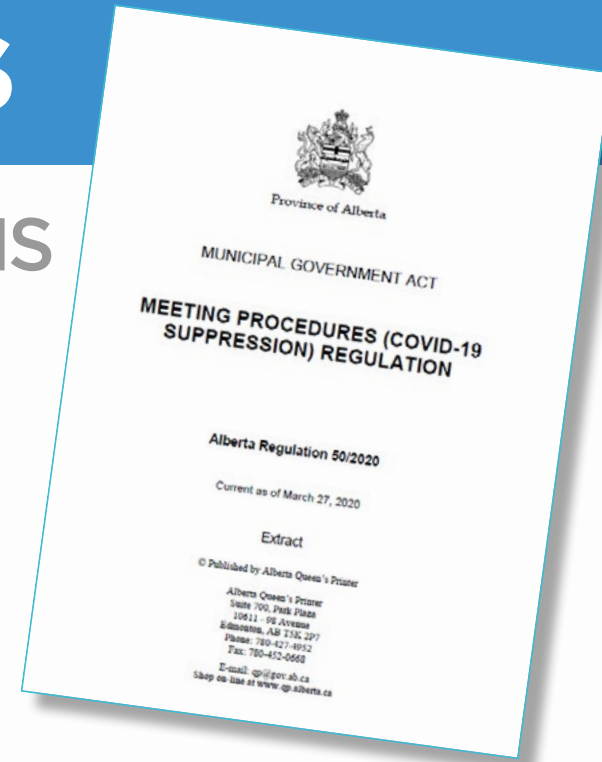 S
NS
Province of Alberta
MUNICIPAL GOVERNMENT ACT
MEETING PROCEDURES (COVID-19
SUPPRESSION) REGULATION
Alberta Regulation 50/2020
Current as of March 27, 2020
Extract
© Published by Alberta Queen's Printer
Alberta Queen's Printer
Suite 700, Park Plaza
10611 - 98 Avenue
Edmonton, AB T5K 2P7
Phone: 780-427-4952
Fax: 780-452-0668
E-mail: qp@gov.ab.ca
Shop on-line at www.qp.alberta.ca